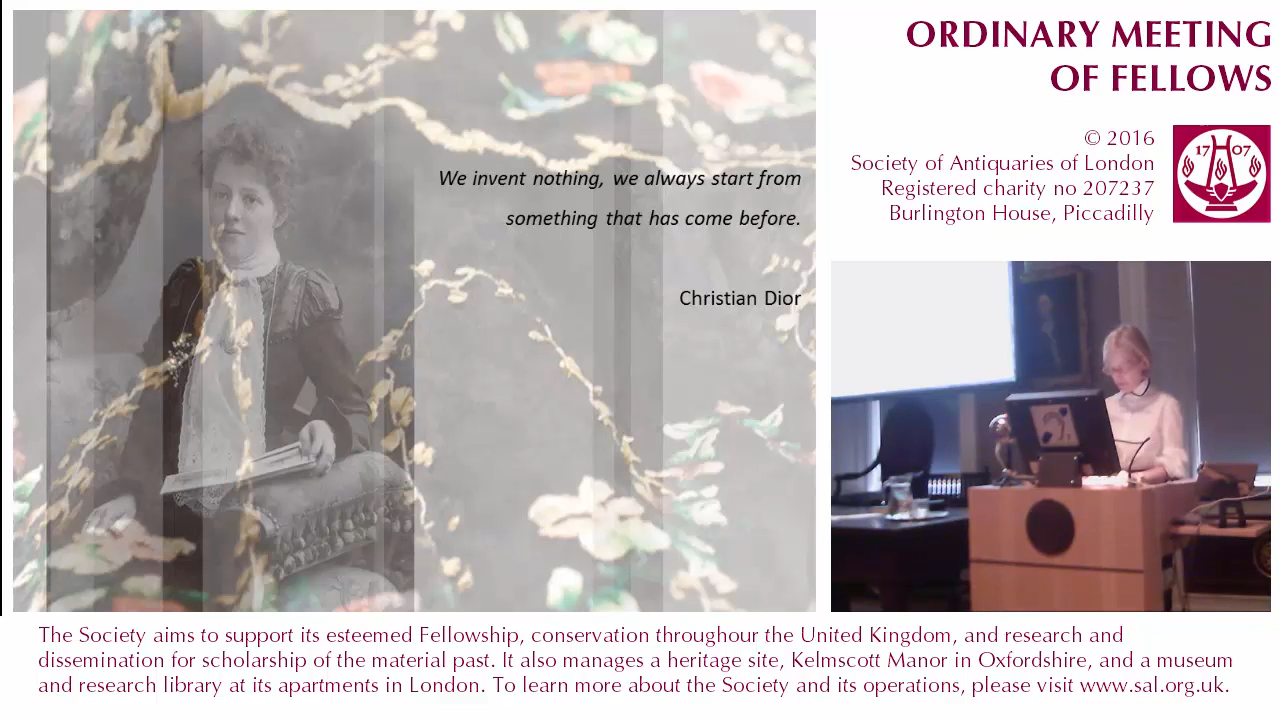 We invent nothing, we always start from
something that has come before.
Christian Dior
ORDINARY MEETING
OF FELLOWS
© 2016
Society of Antiquaries of London
Registered charity no 207237
Burlington House, Piccadilly
17 07
The Society aims to support its esteemed Fellowship, conservation throughour the United Kingdom, and research and
dissemination for scholarship of the material past. It also manages a heritage site, Kelmscott Manor in Oxfordshire, and a museum
and research library at its apartments in London. To learn more about the Society and its operations, please visit www.sal.org.uk.